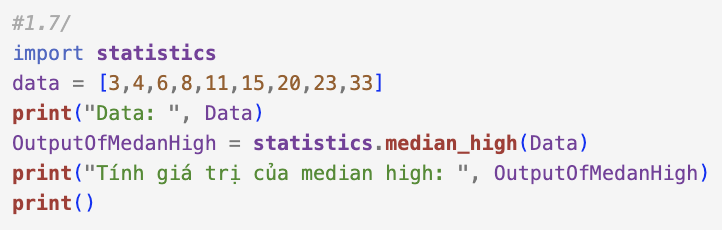 #1.7/
import statistics
data = [3,4,6,8,11,15,20,23,33]
print("Data: ", Data)
OutputOfMedanHigh = statistics.median_high(Data)
print("Tính giá trị của median high: ", OutputOfMedanHigh)
print()